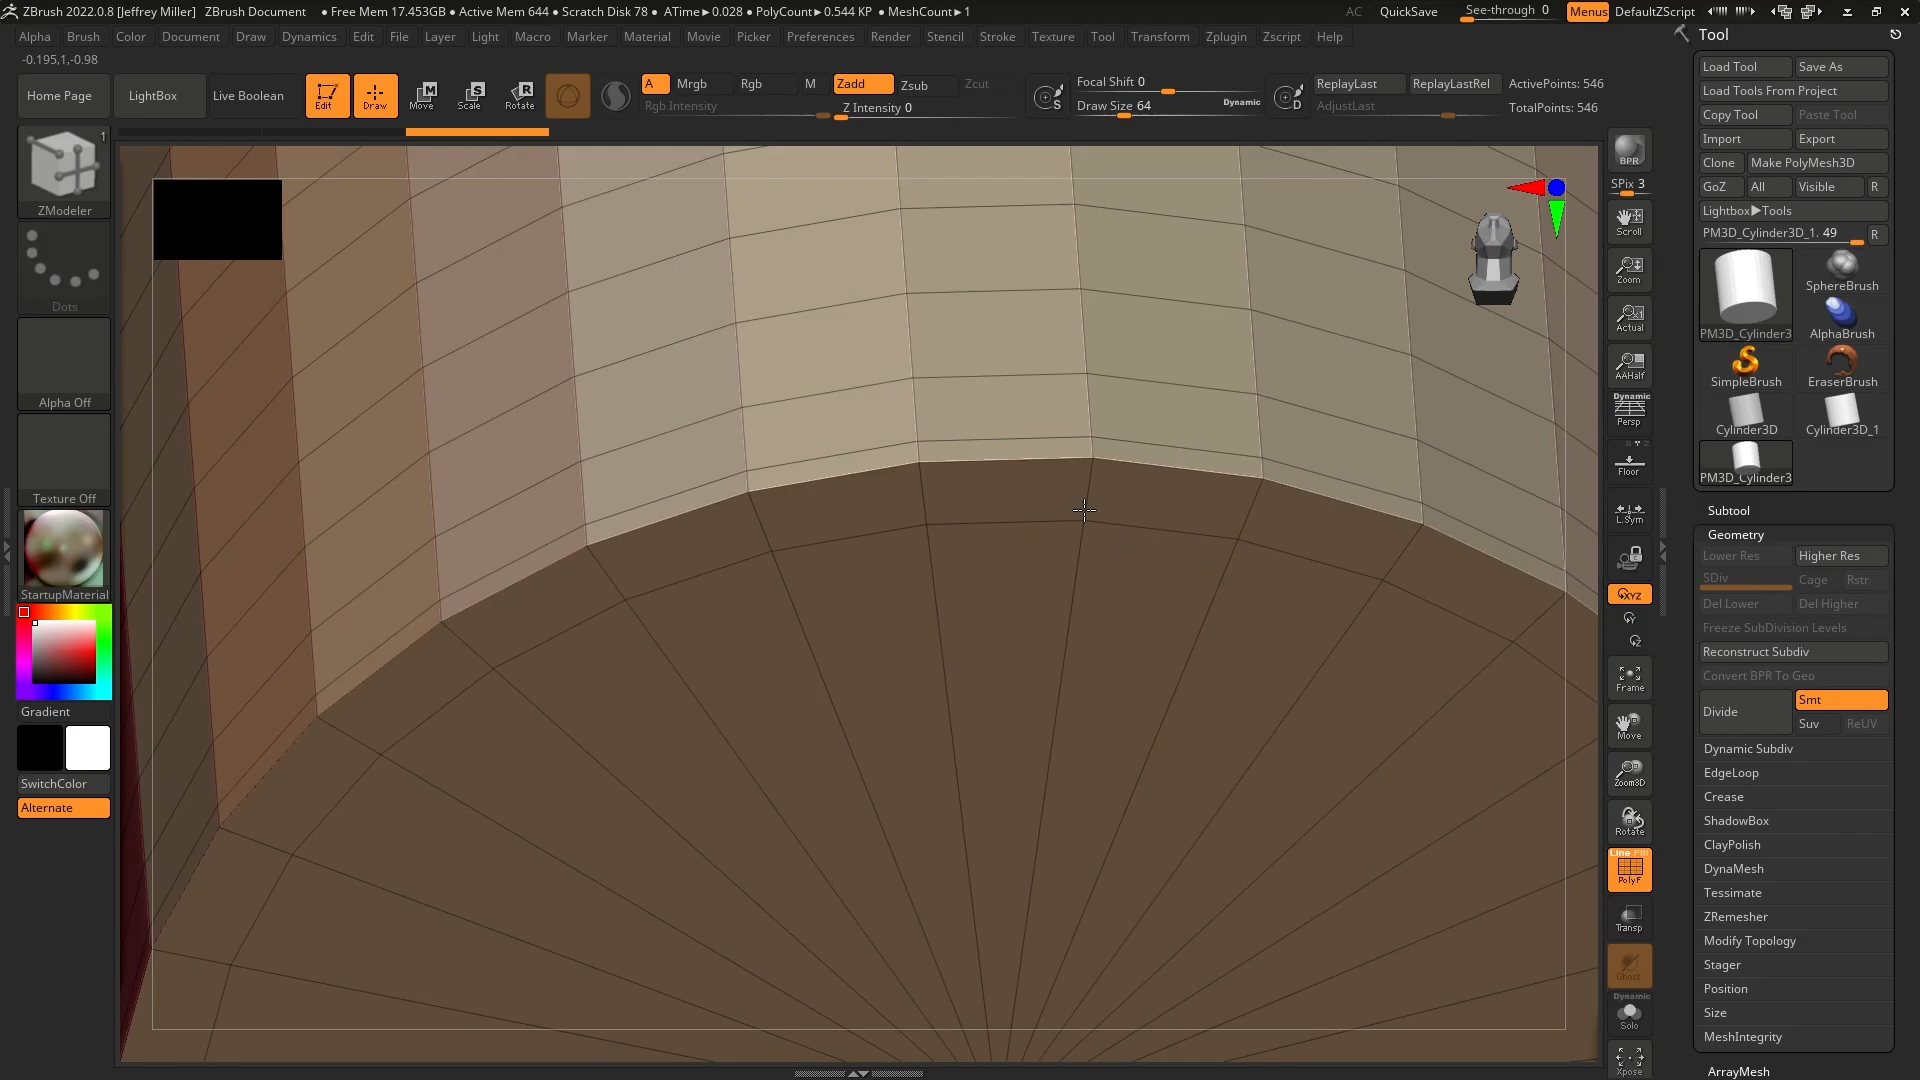 ZBrush 2022.0.8 [Jeffrey Miller] ZBrush Document • Free Mem 17.453GB • Active Mem 644 • Scratch Disk 78 • ATime►0.028 • PolyCount►0.544 KP • MeshCount►1 AC QuickSave See-through 0 Menus DefaultZScript
Alpha Brush Color Document Draw Dynamics Edit File Layer Light Macro Marker Material Movie Picker Preferences Render Stencil Stroke Texture Tool Transform Zplugin Zscript Help
-0.195,1,-0.98
Home Page LightBox Live Boolean Edit Draw Move Scale Rotate
M S R
A Mrgb Rgb M Zadd Zsub Zcut
Rgb Intensity Z Intensity 0
S
Focal Shift 0
Draw Size 64 Dynamic
D
ReplayLast ReplayLastRel ActivePoints: 546
AdjustLast TotalPoints: 546
1
ZModeler
Dots
Alpha Off
Texture Off
StartupMaterial
Gradient
SwitchColor
Alternate
BPR
SPix 3
Scroll
Zoom
Actual
AAHalf
Dynamic
Persp
Floor
L.Sym
XYZ
Y
Z
Frame
Move
Zoom3D
Rotate
Line Fill
PolyF
Transp
Ghost
Dynamic
Solo
Xpose
Tool
Load Tool Save As
Load Tools From Project
Copy Tool Paste Tool
Import Export
Clone Make PolyMesh3D
GoZ All Visible R
Lightbox►Tools
PM3D_Cylinder3D_1. 49 R
PM3D_Cylinder3 SphereBrush
AlphaBrush
SimpleBrush EraserBrush
Cylinder3D Cylinder3D_1
PM3D_Cylinder3
Subtool
Geometry
Lower Res Higher Res
SDiv Cage Rstr
Del Lower Del Higher
Freeze SubDivision Levels
Reconstruct Subdiv
Convert BPR To Geo
Divide Smt
Suv ReUV
Dynamic Subdiv
EdgeLoop
Crease
ShadowBox
ClayPolish
DynaMesh
Tessimate
ZRemesher
Modify Topology
Stager
Position
Size
MeshIntegrity
ArrayMesh